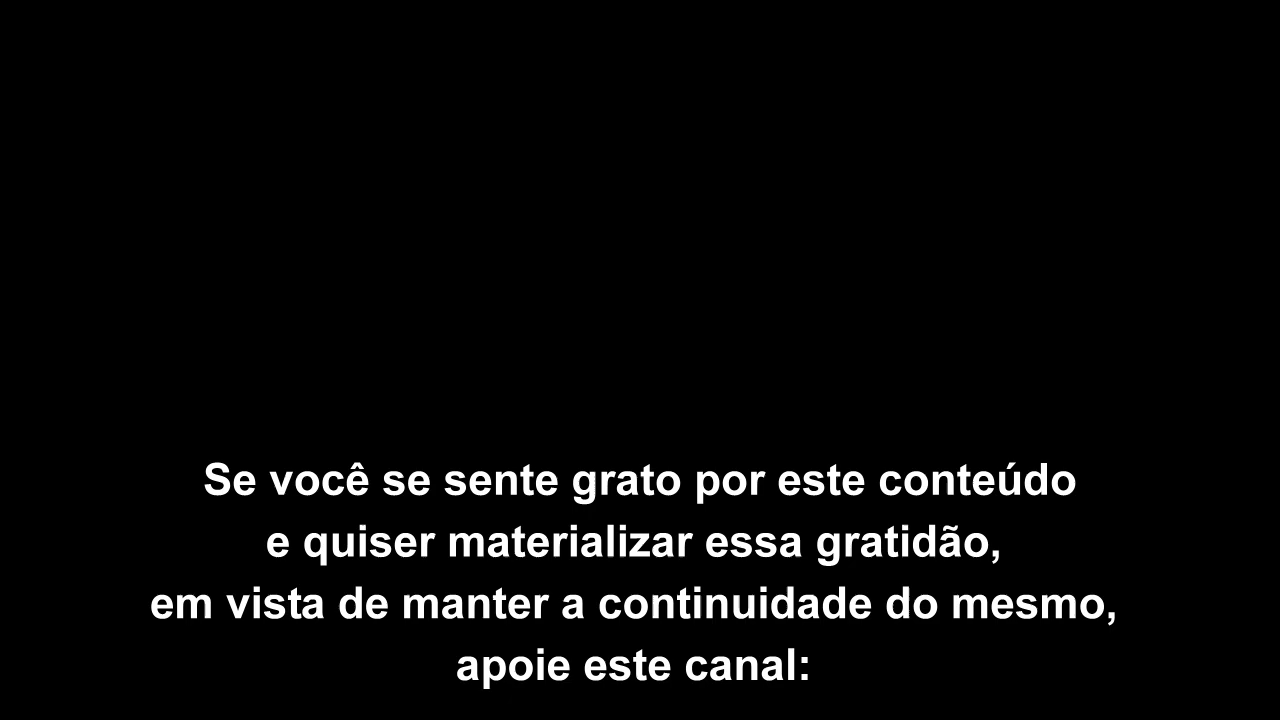 Se você se sente grato por este conteúdo
e quiser materializar essa gratidão,
em vista de manter a continuidade do mesmo,
apoie este canal: